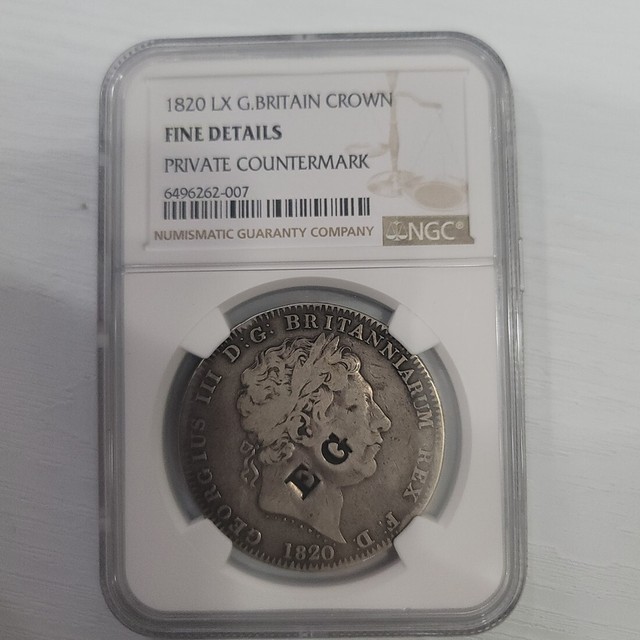 1820 LX G.BRITAIN CROWN
FINE DETAILS
PRIVATE COUNTERMARK
6496262-007
NUMISMATIC GUARANTY COMPANY
NGC®
GEORGIUS III D:G: BRITANNIARUM REX F:D:
E G
1820